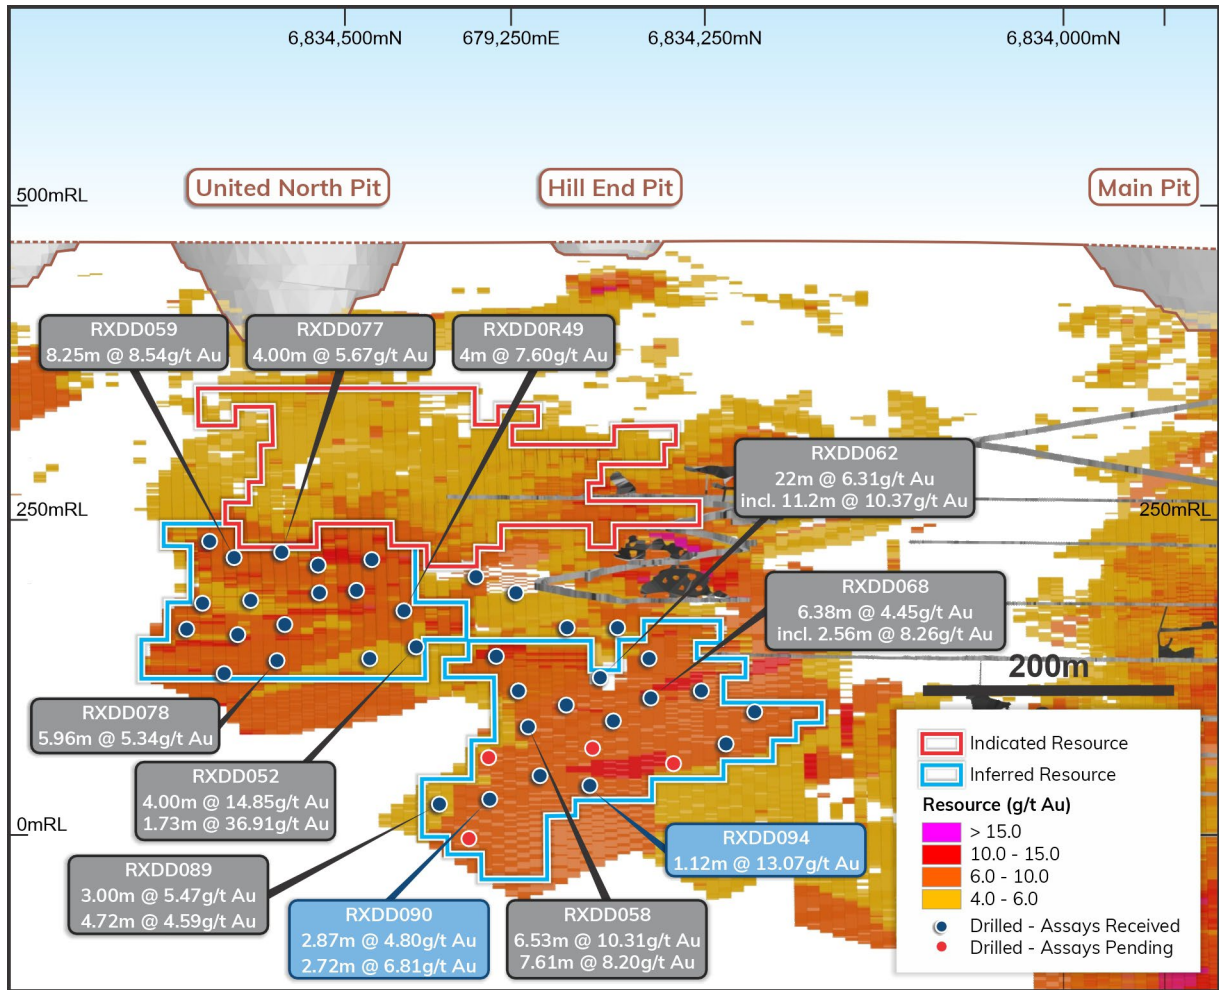 6,834,500mN
679,250mE
6,834,250mN
6,834,000mN
United North Pit
Hill End Pit
Main Pit
500mRL
RXDD059
8.25m @ 8.54g/t Au
RXDD077
4.00m @ 5.67g/t Au
RXDD0R49
4m @ 7.60g/t Au
RXDD062
22m @ 6.31g/t Au
incl. 11.2m @ 10.37g/t Au
250mRL
250mRL
RXDD068
6.38m @ 4.45g/t Au
incl. 2.56m @ 8.26g/t Au
200m
RXDD078
5.96m @ 5.34g/t Au
RXDD052
4.00m @ 14.85g/t Au
1.73m @ 36.91g/t Au
0mRL
RXDD089
3.00m @ 5.47g/t Au
4.72m @ 4.59g/t Au
RXDD090
2.87m @ 4.80g/t Au
2.72m @ 6.81g/t Au
RXDD058
6.53m @ 10.31g/t Au
7.61m @ 8.20g/t Au
RXDD094
1.12m @ 13.07g/t Au
Indicated Resource
Inferred Resource
Resource (g/t Au)
> 15.0
10.0 - 15.0
6.0 - 10.0
4.0 - 6.0
Drilled - Assays Received
Drilled - Assays Pending